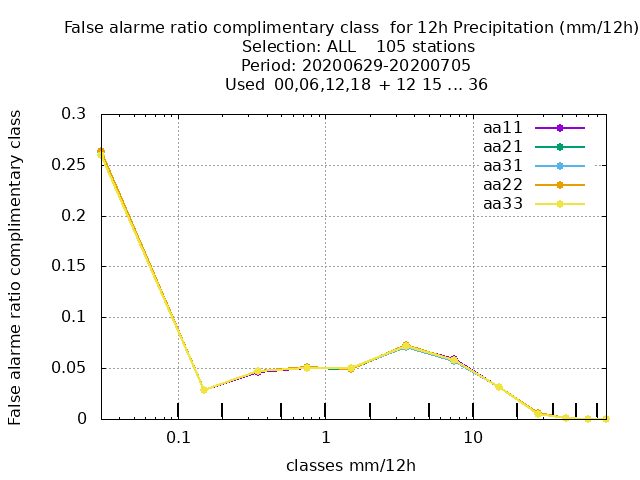 False alarme ratio complimentary class  for 12h Precipitation (mm/12h)
Selection: ALL    105 stations
Period: 20200629-20200705
Used  00,06,12,18  + 12 15 ... 36
False alarme ratio complimentary class
0.3
0.25
0.2
0.15
0.1
0.05
0
aa11
aa21
aa31
aa22
aa33
0.1
1
10
classes mm/12h